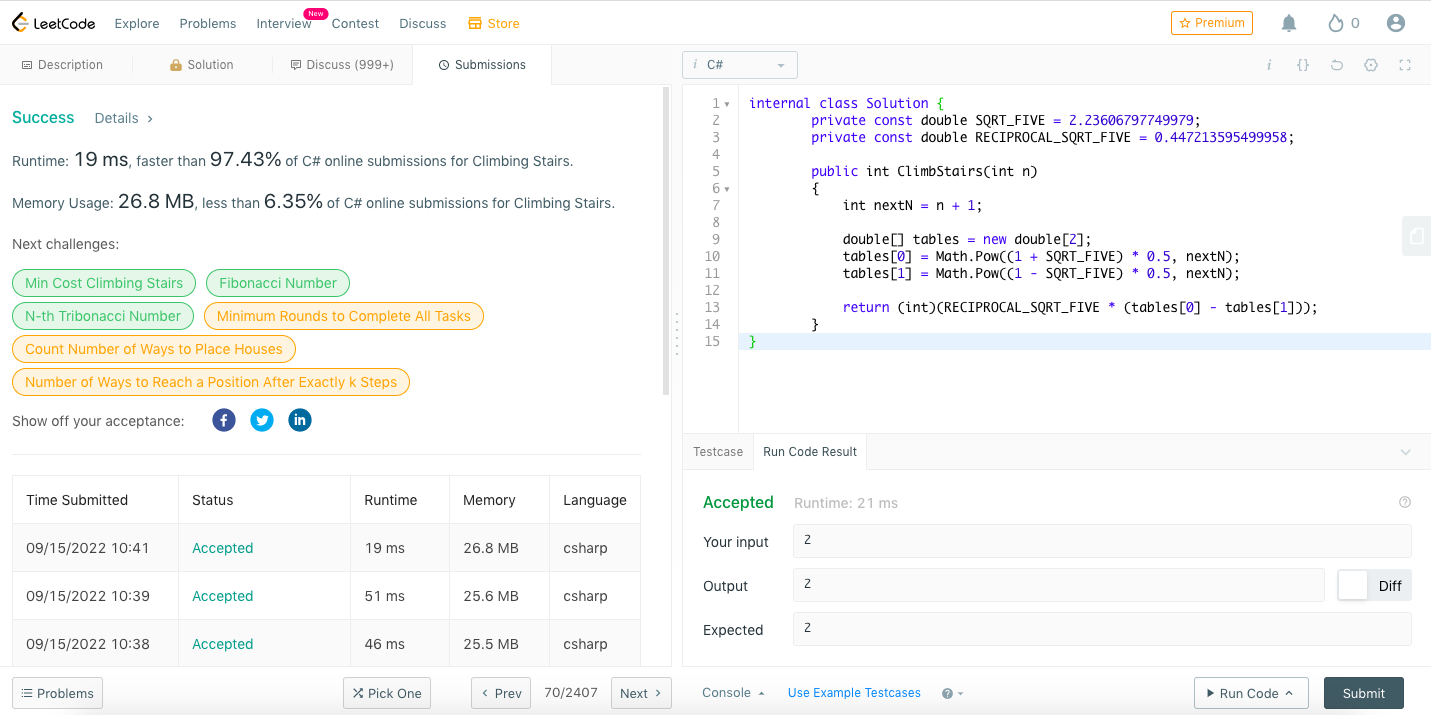 LeetCode Explore Problems Interview New Contest Discuss Store Premium 0
Description Solution Discuss (999+) Submissions
Success Details >
Runtime: 19 ms, faster than 97.43% of C# online submissions for Climbing Stairs.
Memory Usage: 26.8 MB, less than 6.35% of C# online submissions for Climbing Stairs.
Next challenges:
Min Cost Climbing Stairs Fibonacci Number
N-th Tribonacci Number Minimum Rounds to Complete All Tasks
Count Number of Ways to Place Houses
Number of Ways to Reach a Position After Exactly k Steps
Show off your acceptance: f in
Time Submitted Status Runtime Memory Language
09/15/2022 10:41 Accepted 19 ms 26.8 MB csharp
09/15/2022 10:39 Accepted 51 ms 25.6 MB csharp
09/15/2022 10:38 Accepted 46 ms 25.5 MB csharp
Problems Pick One < Prev 70/2407 Next >
i C# i {}
1 internal class Solution {
2 private const double SQRT_FIVE = 2.23606797749979;
3 private const double RECIPROCAL_SQRT_FIVE = 0.447213595499958;
4
5 public int ClimbStairs(int n)
6 {
7 int nextN = n + 1;
8
9 double[] tables = new double[2];
10 tables[0] = Math.Pow((1 + SQRT_FIVE) * 0.5, nextN);
11 tables[1] = Math.Pow((1 - SQRT_FIVE) * 0.5, nextN);
12
13 return (int)(RECIPROCAL_SQRT_FIVE * (tables[0] - tables[1]));
14 }
15 }
Testcase Run Code Result
Accepted Runtime: 21 ms ?
Your input 2
Output 2 Diff
Expected 2
Console Use Example Testcases ? Run Code Submit